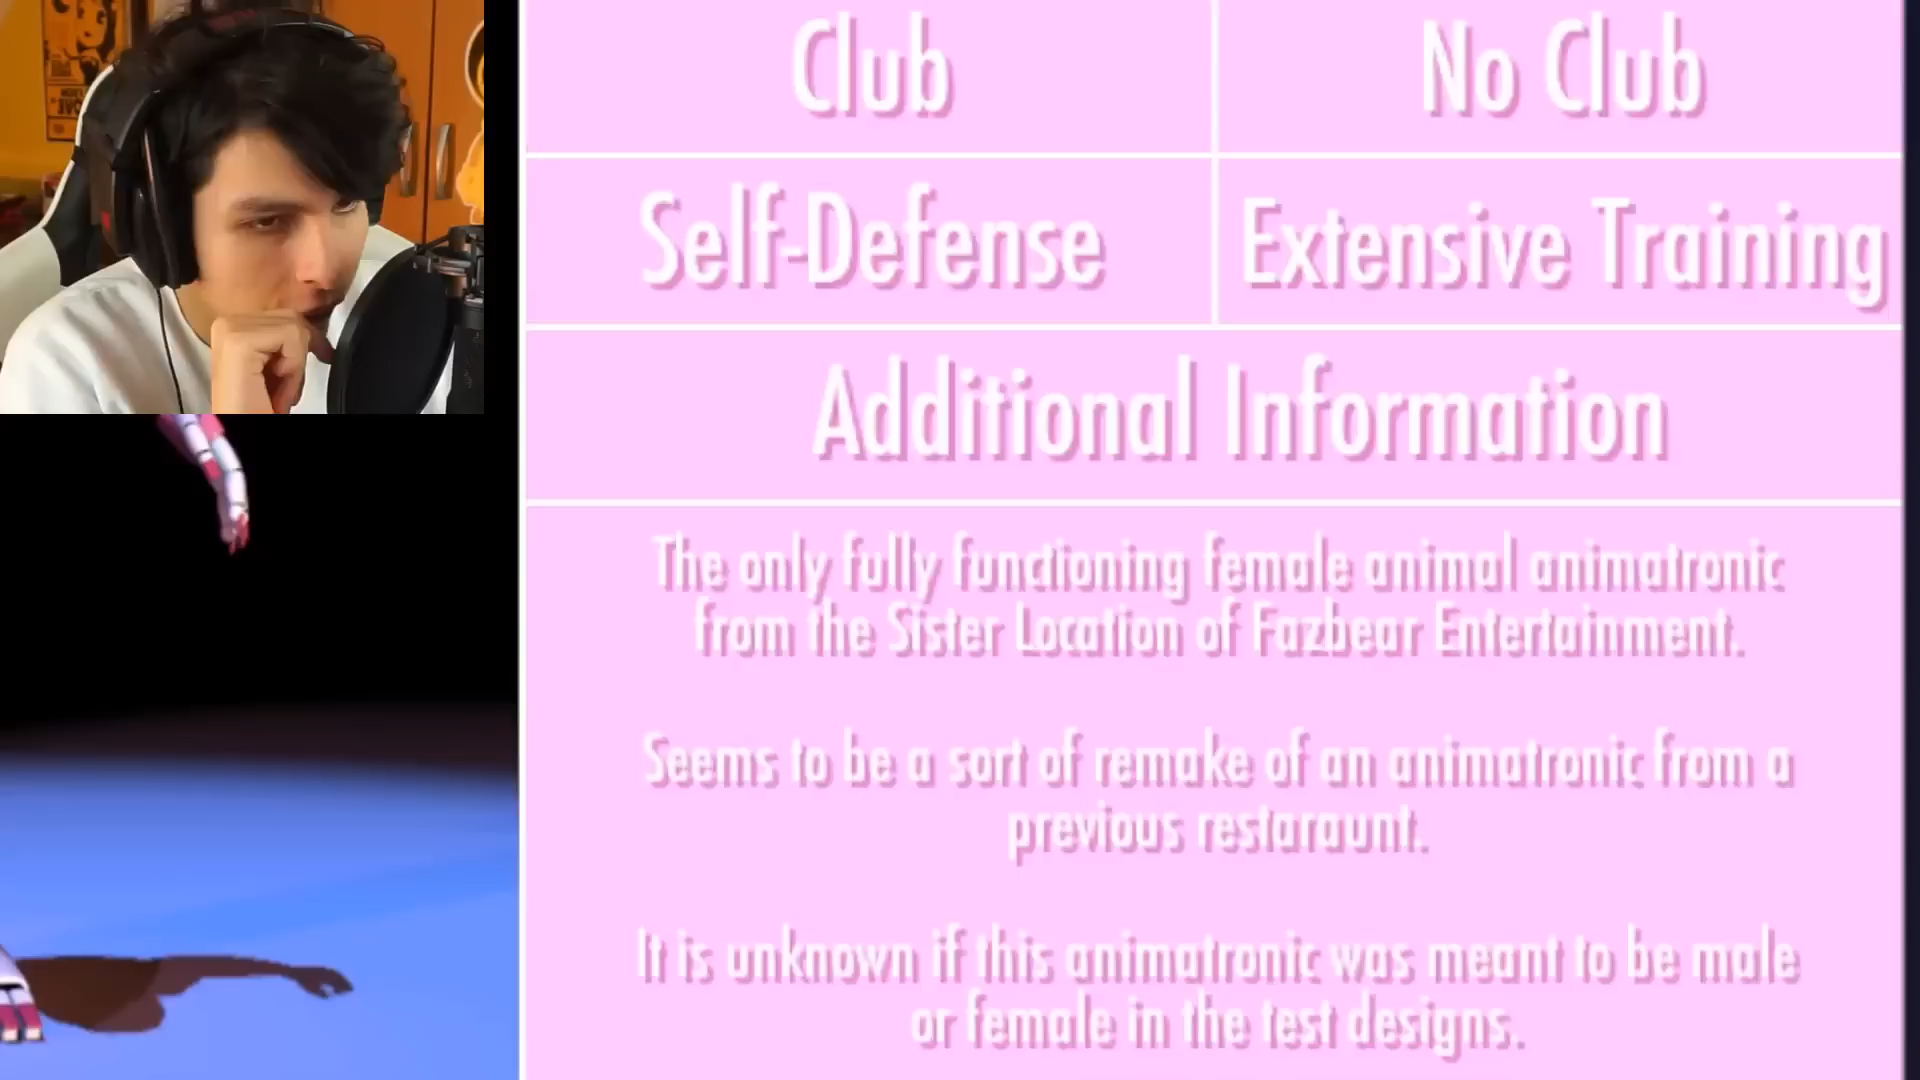 Club
No Club
Self-Defense
Extensive Training
Additional Information
The only fully functioning female animal animatronic
from the Sister Location of Fazbear Entertainment.
Seems to be a sort of remake of an animatronic from a
previous restaraunt.
It is unknown if this animatronic was meant to be male
or female in the test designs.